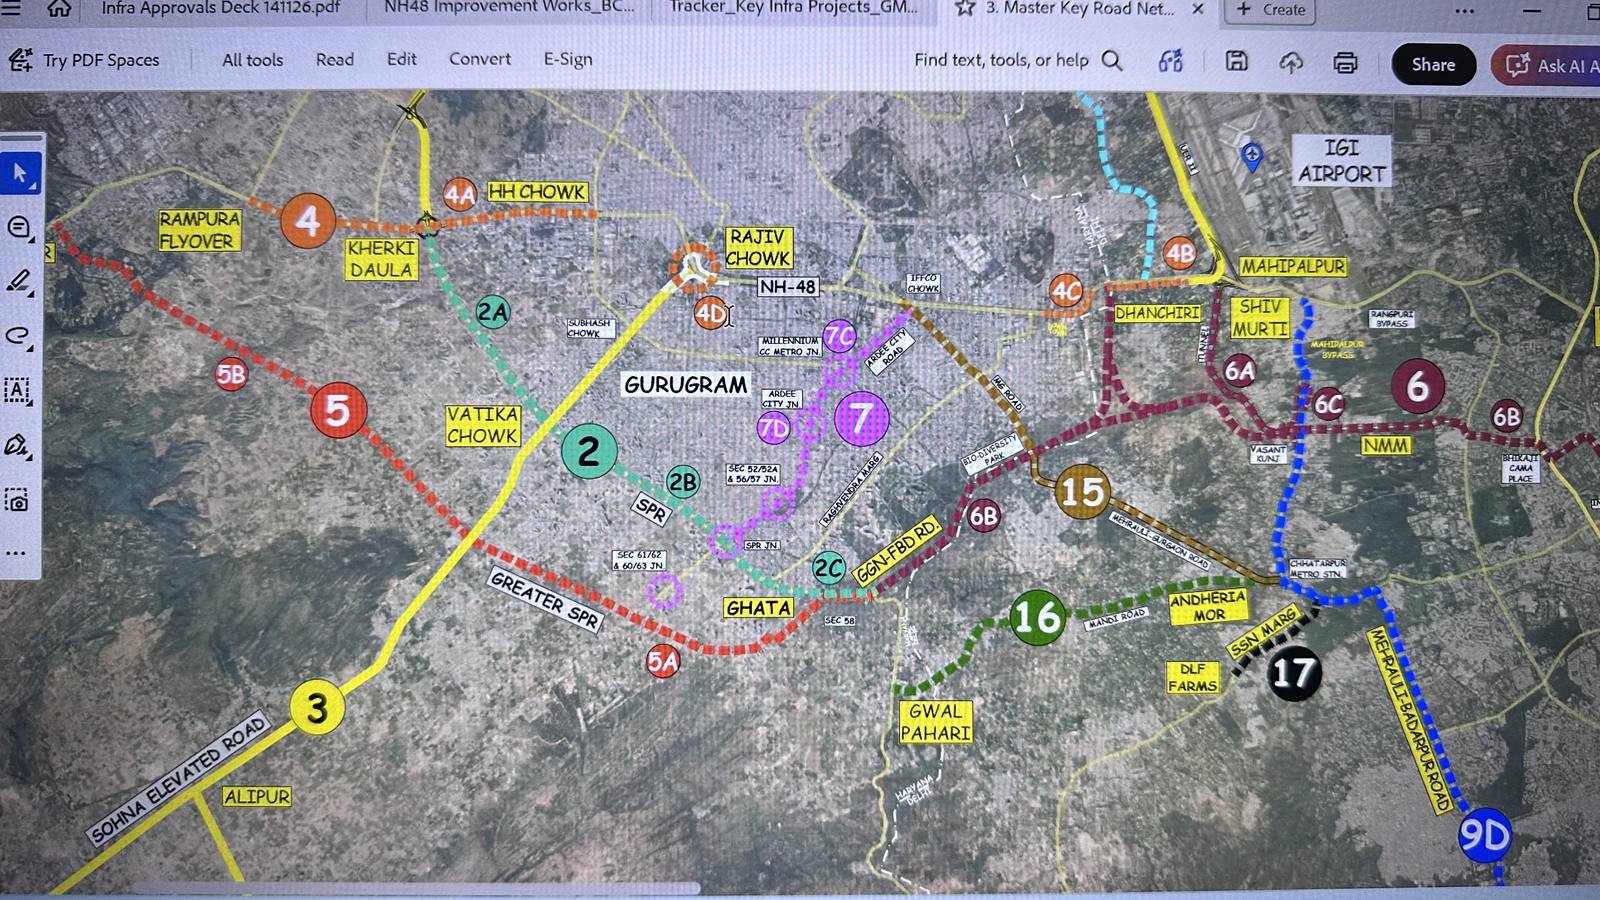 Infra Approvals Deck 141126.pdf
NH48 Improvement Works_BC...
Tracker_Key Infra Projects_GM...
3. Master Key Road Net...
Create
Try PDF Spaces
All tools
Read
Edit
Convert
E-Sign
Find text, tools, or help
Share
Ask AI A
IGI
AIRPORT
4A
HH CHOWK
4
RAMPURA
FLYOVER
KHERKI
DAULA
R
RAJIV
CHOWK
NH-48
4D
IFFCO
CHOWK
4C
4B
MAHIPALPUR
DHANCHIRI
SHIV
MURTI
RANGPURI
BYPASS
MAHIPALPUR
BYPASS
TUNNEL
2A
SUBHASH
CHOWK
MILLENNIUM
CC METRO JN.
7C
ARDEE CITY
ROAD
5B
5
GURUGRAM
ARDEE
CITY JN.
7D
7
MG ROAD
6A
6C
6
6B
NMM
VATIKA
CHOWK
2
2B
SPR
SEC 52/52A
& 56/57 JN.
RAGHVENDRA MARG
BIO-DIVERSITY
PARK
VASANT
KUNJ
BHIKAJI
CAMA
PLACE
15
6B
MEHRAULI-GURGAON ROAD
SPR JN.
SEC 61/62
& 60/63 JN.
2C
GGN-FBD RD.
CHHATARPUR
METRO STN.
GREATER SPR
GHATA
SEC 58
16
MANDI ROAD
ANDHERIA
MOR
SSN MARG
17
DLF
FARMS
5A
3
GWAL
PAHARI
MEHRAULI-BADARPUR ROAD
SOHNA ELEVATED ROAD
ALIPUR
HARYANA
DELHI
9D